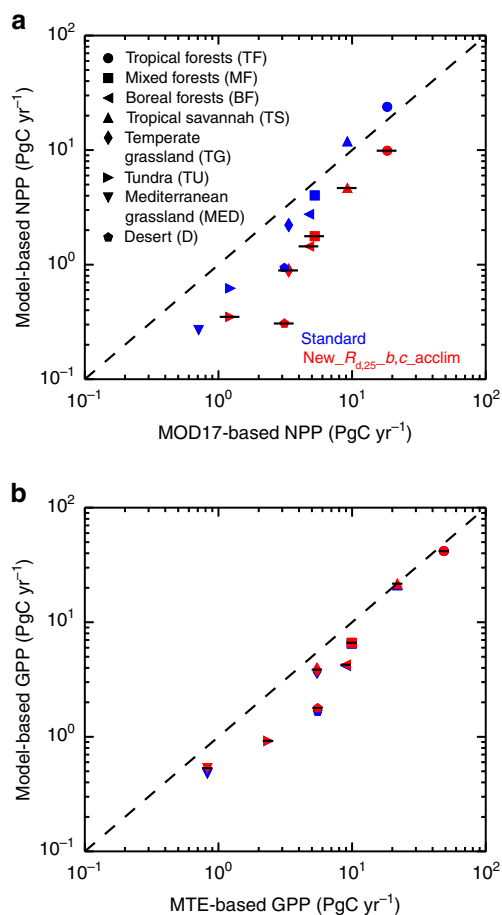 a
10²
10¹
10⁰
10⁻¹
Model-based NPP (PgC yr⁻¹)
Tropical forests (TF)
Mixed forests (MF)
Boreal forests (BF)
Tropical savannah (TS)
Temperate
grassland (TG)
Tundra (TU)
Mediterranean
grassland (MED)
Desert (D)
Standard
New_R_d,25_b,c_acclim
10⁻¹ 10⁰ 10¹ 10²
MOD17-based NPP (PgC yr⁻¹)
b
10²
10¹
10⁰
10⁻¹
Model-based GPP (PgC yr⁻¹)
10⁻¹ 10⁰ 10¹ 10²
MTE-based GPP (PgC yr⁻¹)